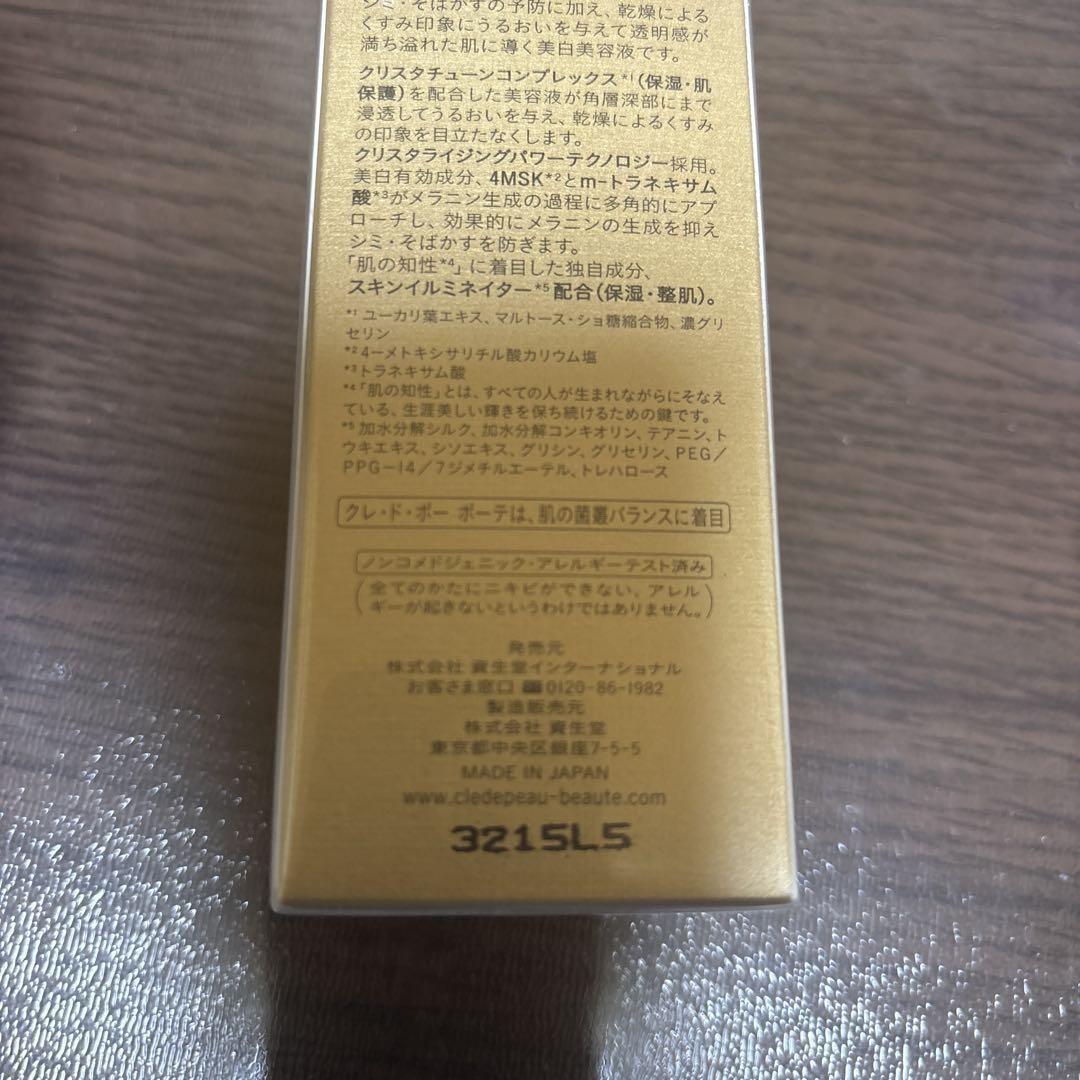 シミ・そばかすの予防に加え、乾燥による
くすみ印象にうるおいを与えて透明感が
満ち溢れた肌に導く美白美容液です。
クリスタチューンコンプレックス*1(保湿・肌
保護)を配合した美容液が角層深部にまで
浸透してうるおいを与え、乾燥によるくすみ
の印象を目立たなくします。
クリスタライジングパワーテクノロジー採用。
美白有効成分、4MSK*2とm-トラネキサム
酸*3がメラニン生成の過程に多角的にアプ
ローチし、効果的にメラニンの生成を抑え
シミ・そばかすを防ぎます。
「肌の知性*4」に着目した独自成分、
スキンイルミネイター*5配合(保湿・整肌)。
*1 ユーカリ葉エキス、マルトース・ショ糖縮合物、濃グリ
セリン
*2 4-メトキシサリチル酸カリウム塩
*3トラネキサム酸
*4「肌の知性」とは、すべての人が生まれながらにそなえ
ている、生涯美しい輝きを保ち続けるための鍵です。
*5 加水分解シルク、加水分解コンキオリン、テアニン、ト
ウキエキス、シソエキス、グリシン、グリセリン、PEG/
PPG-14/7ジメチルエーテル、トレハロース
クレ・ド・ポー ボーテは、肌の菌叢バランスに着目
ノンコメドジェニック・アレルギーテスト済み
(全てのかたにニキビができない、アレル
ギーが起きないというわけではありません。)
発売元
株式会社 資生堂インターナショナル
お客さま窓口 0120-86-1982
製造販売元
株式会社 資生堂
東京都中央区銀座7-5-5
MADE IN JAPAN
www.cledepeau-beaute.com
3215L5